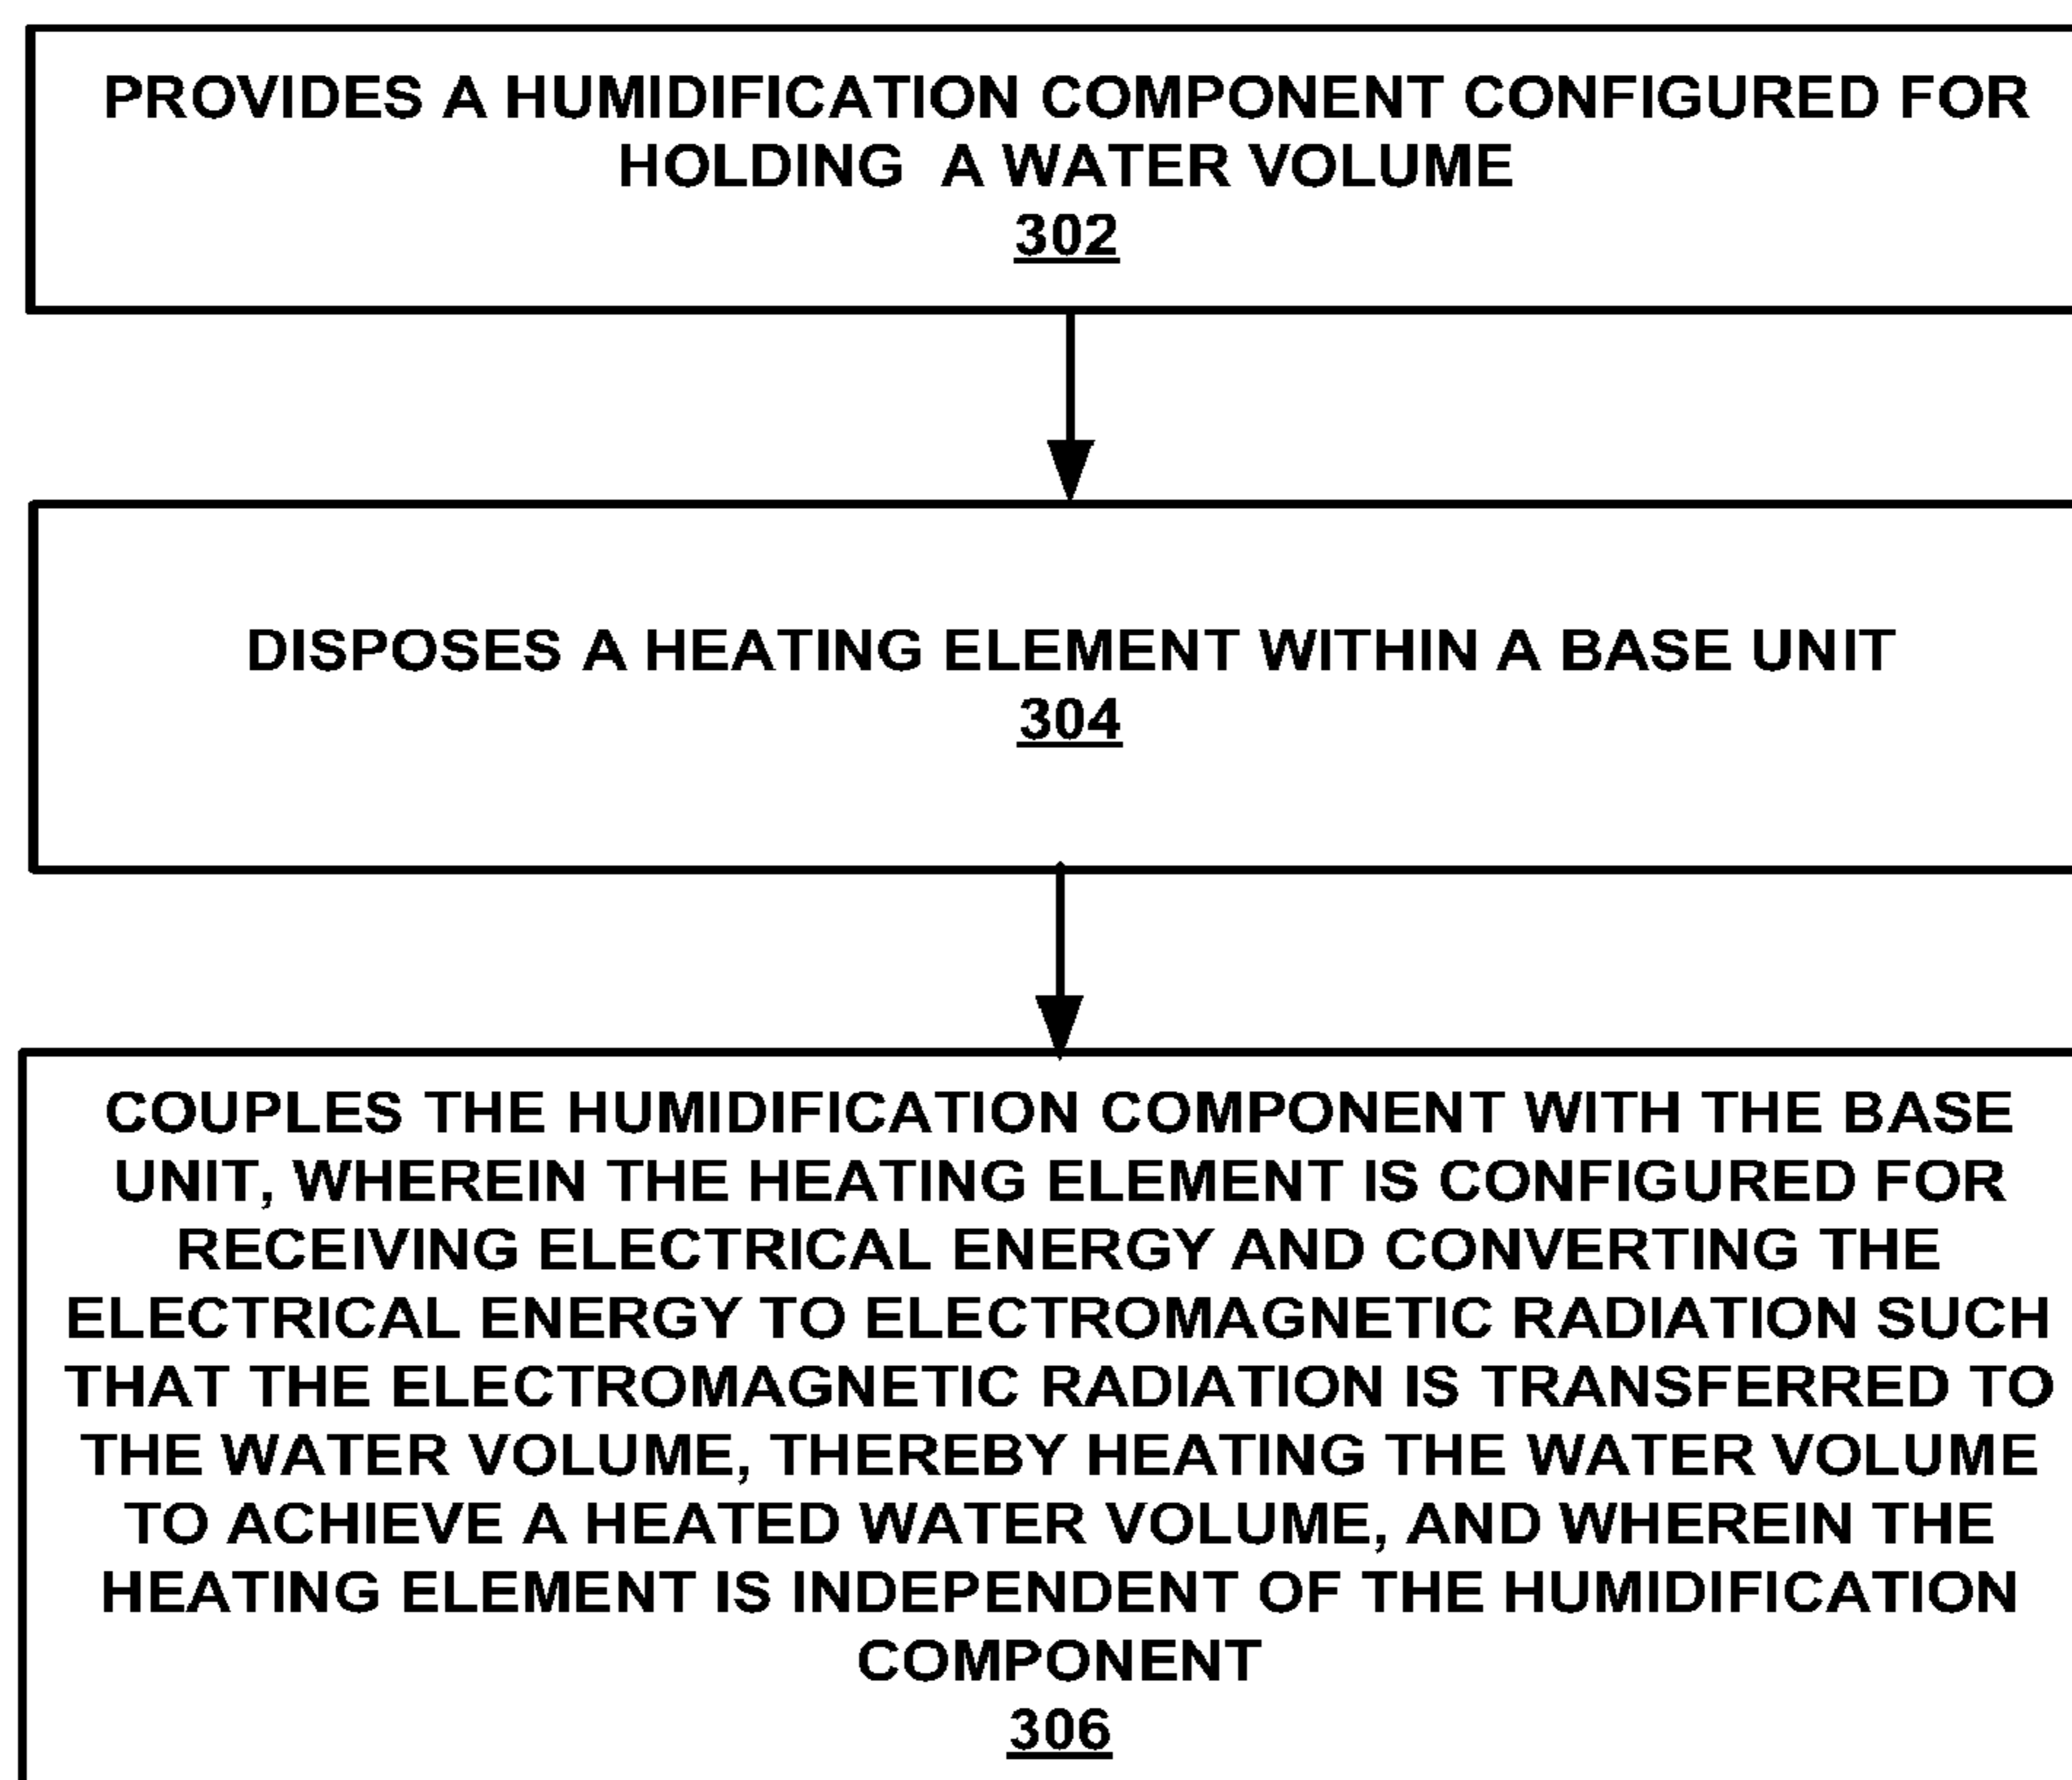 PROVIDES A HUMIDIFICATION COMPONENT CONFIGURED FOR
HOLDING A WATER VOLUME
302
DISPOSES A HEATING ELEMENT WITHIN A BASE UNIT
304
COUPLES THE HUMIDIFICATION COMPONENT WITH THE BASE
UNIT, WHEREIN THE HEATING ELEMENT IS CONFIGURED FOR
RECEIVING ELECTRICAL ENERGY AND CONVERTING THE
ELECTRICAL ENERGY TO ELECTROMAGNETIC RADIATION SUCH
THAT THE ELECTROMAGNETIC RADIATION IS TRANSFERRED TO
THE WATER VOLUME, THEREBY HEATING THE WATER VOLUME
TO ACHIEVE A HEATED WATER VOLUME, AND WHEREIN THE
HEATING ELEMENT IS INDEPENDENT OF THE HUMIDIFICATION
COMPONENT
306